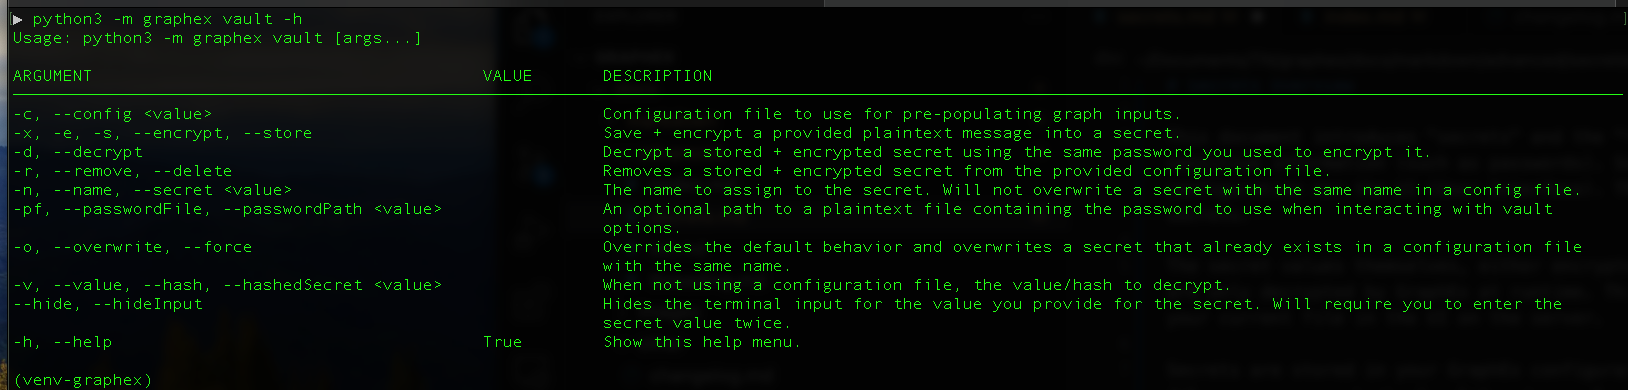 ▶ python3 -m graphex vault -h
Usage: python3 -m graphex vault [args...]
ARGUMENT VALUE DESCRIPTION
-c, --config <value> Configuration file to use for pre-populating graph inputs.
-x, -e, -s, --encrypt, --store Save + encrypt a provided plaintext message into a secret.
-d, --decrypt Decrypt a stored + encrypted secret using the same password you used to encrypt it.
-r, --remove, --delete Removes a stored + encrypted secret from the provided configuration file.
-n, --name, --secret <value> The name to assign to the secret. Will not overwrite a secret with the same name in a config file.
-pf, --passwordFile, --passwordPath <value> An optional path to a plaintext file containing the password to use when interacting with vault
options.
-o, --overwrite, --force Overrides the default behavior and overwrites a secret that already exists in a configuration file
with the same name.
-v, --value, --hash, --hashedSecret <value> When not using a configuration file, the value/hash to decrypt.
--hide, --hideInput Hides the terminal input for the value you provide for the secret. Will require you to enter the
secret value twice.
-h, --help True Show this help menu.
(venv-graphex)